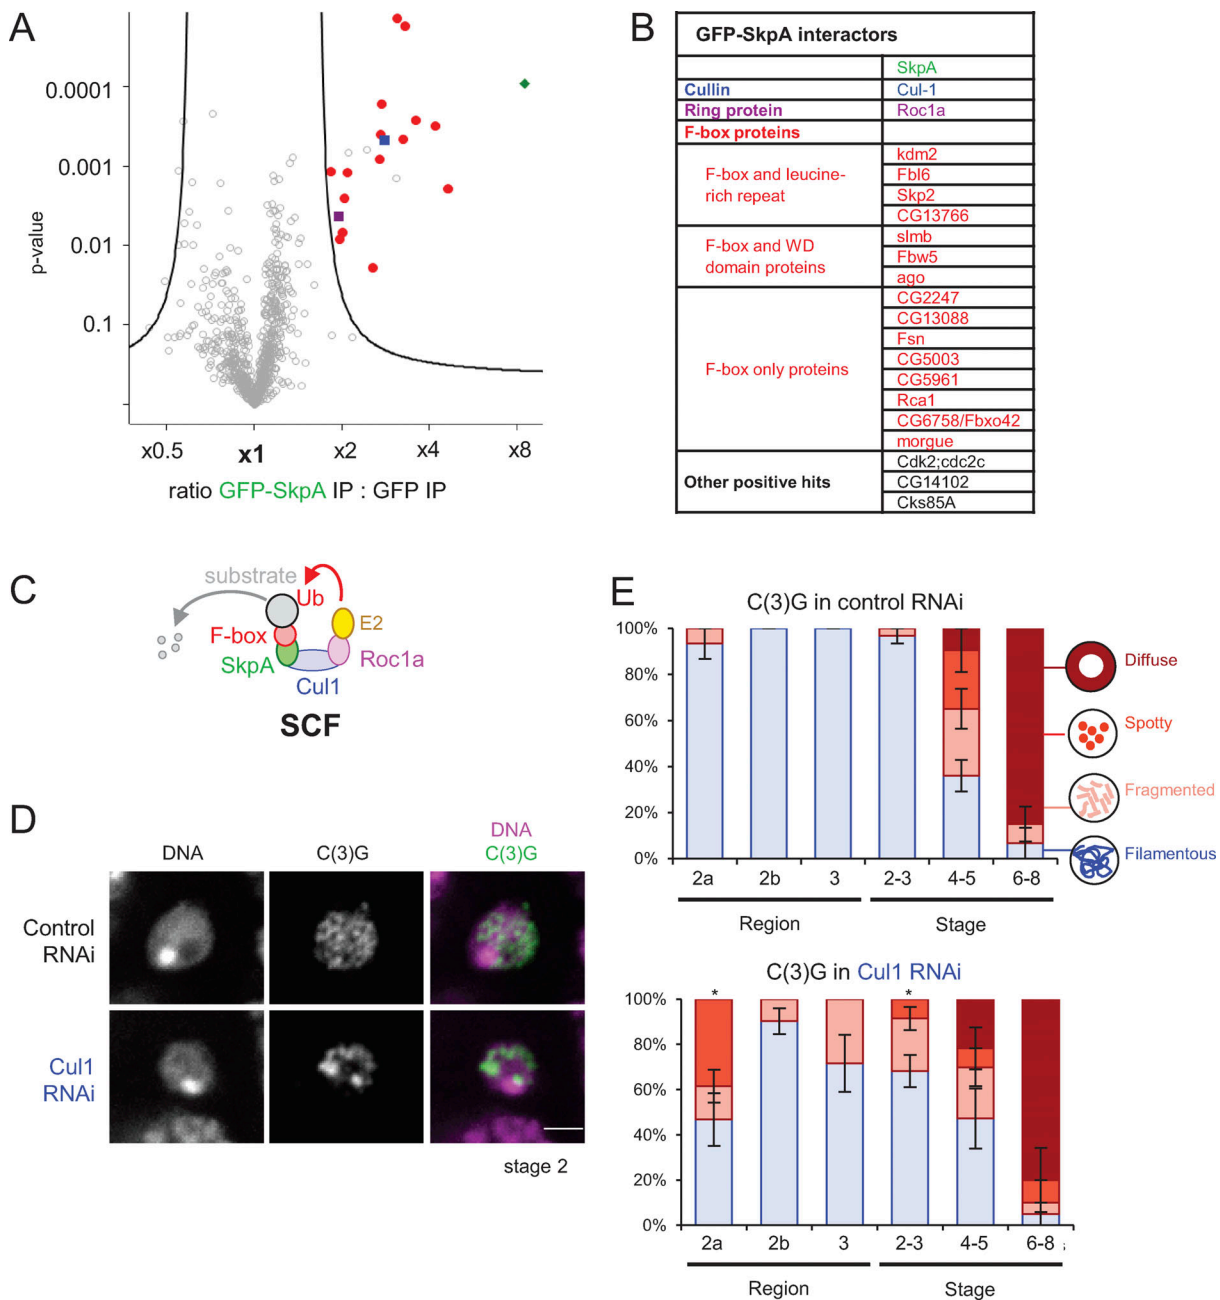 A
0.0001
0.001
0.01
0.1
p-value
x0.5
x1
x2
x4
x8
ratio GFP-SkpA IP : GFP IP
B
GFP-SkpA interactors
SkpA
Cullin
Cul-1
Ring protein
Roc1a
F-box proteins
F-box and leucine-
rich repeat
kdm2
Fbl6
Skp2
CG13766
F-box and WD
domain proteins
slmb
Fbw5
ago
F-box only proteins
CG2247
CG13088
Fsn
CG5003
CG5961
Rca1
CG6758/Fbxo42
morgue
Other positive hits
Cdk2;cdc2c
CG14102
Cks85A
C
substrate
Ub
F-box
E2
SkpA
Roc1a
Cul1
SCF
D
DNA
C(3)G
DNA
C(3)G
Control
RNAi
Cul1
RNAi
stage 2
E
C(3)G in control RNAi
100%
80%
60%
40%
20%
0%
2a
2b
3
2-3
4-5
6-8
Region
Stage
Diffuse
Spotty
Fragmented
Filamentous
C(3)G in Cul1 RNAi
* *
100%
80%
60%
40%
20%
0%
2a
2b
3
2-3
4-5
6-8
Region
Stage